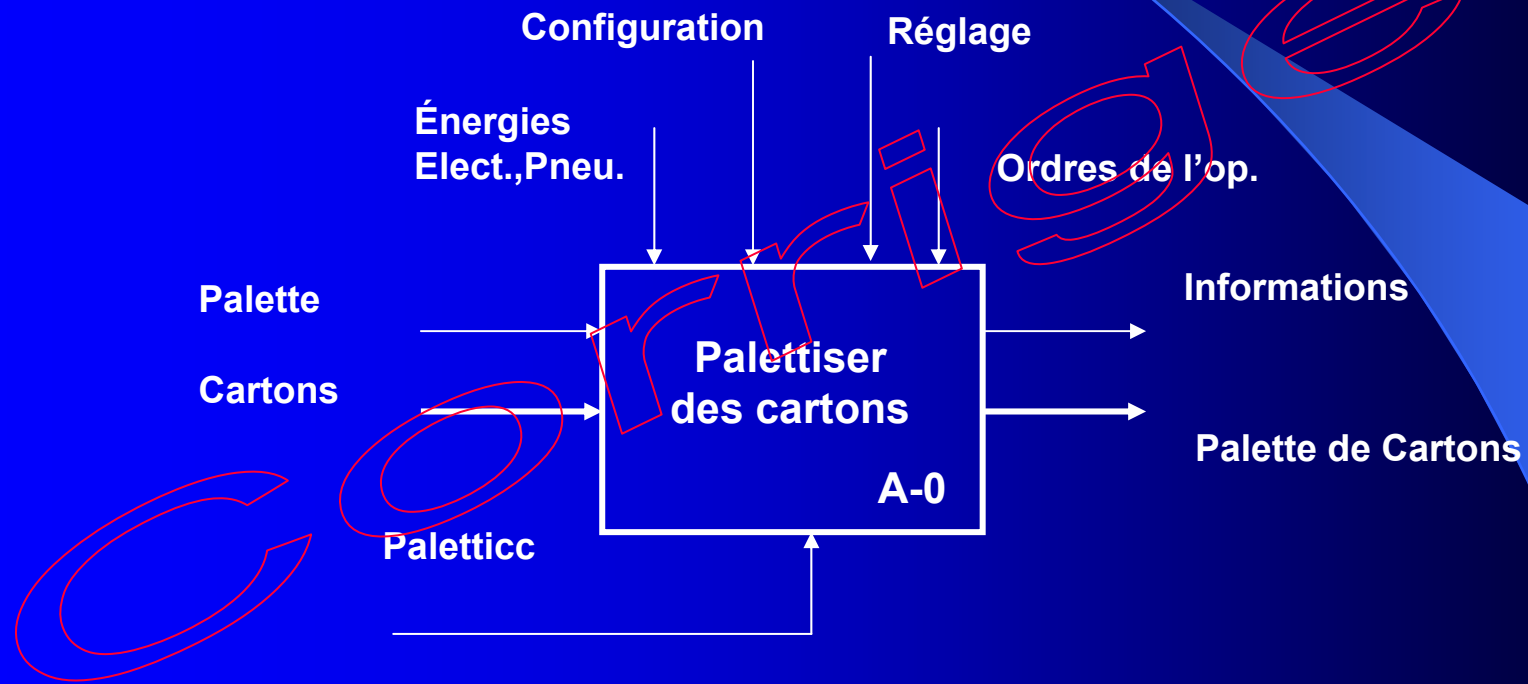 Configuration
Réglage
Énergies
Elect.,Pneu.
Ordres de l’op.
Palette
Informations
Palettiser
des cartons
Cartons
Palette de Cartons
A-0
Paletticc
Corrigé